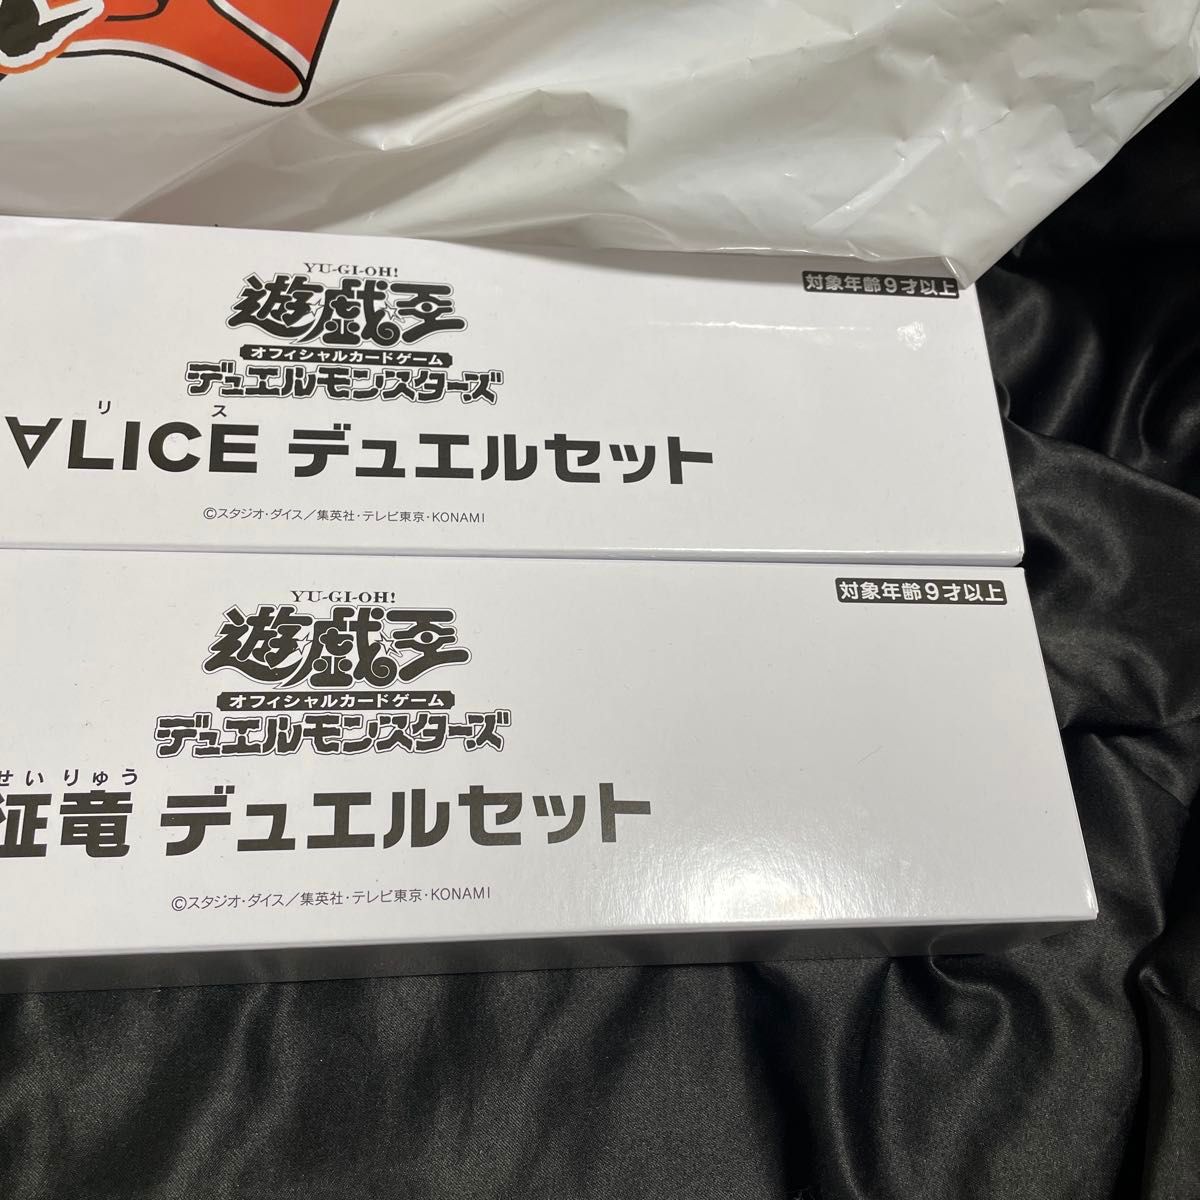 YU-GI-OH!
対象年齢9才以上
遊戯王
オフィシャルカードゲーム
デュエルモンスターズ
リス
∀LICE デュエルセット
©スタジオ・ダイス／集英社・テレビ東京・KONAMI
YU-GI-OH!
対象年齢9才以上
遊戯王
オフィシャルカードゲーム
デュエルモンスターズ
せいりゅう
征竜 デュエルセット
©スタジオ・ダイス／集英社・テレビ東京・KONAMI